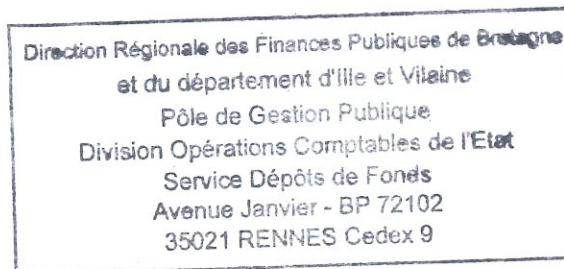 Direction Régionale des Finances Publiques de Bretagne
et du département d'Ille et Vilaine
Pôle de Gestion Publique
Division Opérations Comptables de l'Etat
Service Dépôts de Fonds
Avenue Janvier - BP 72102
35021 RENNES Cedex 9